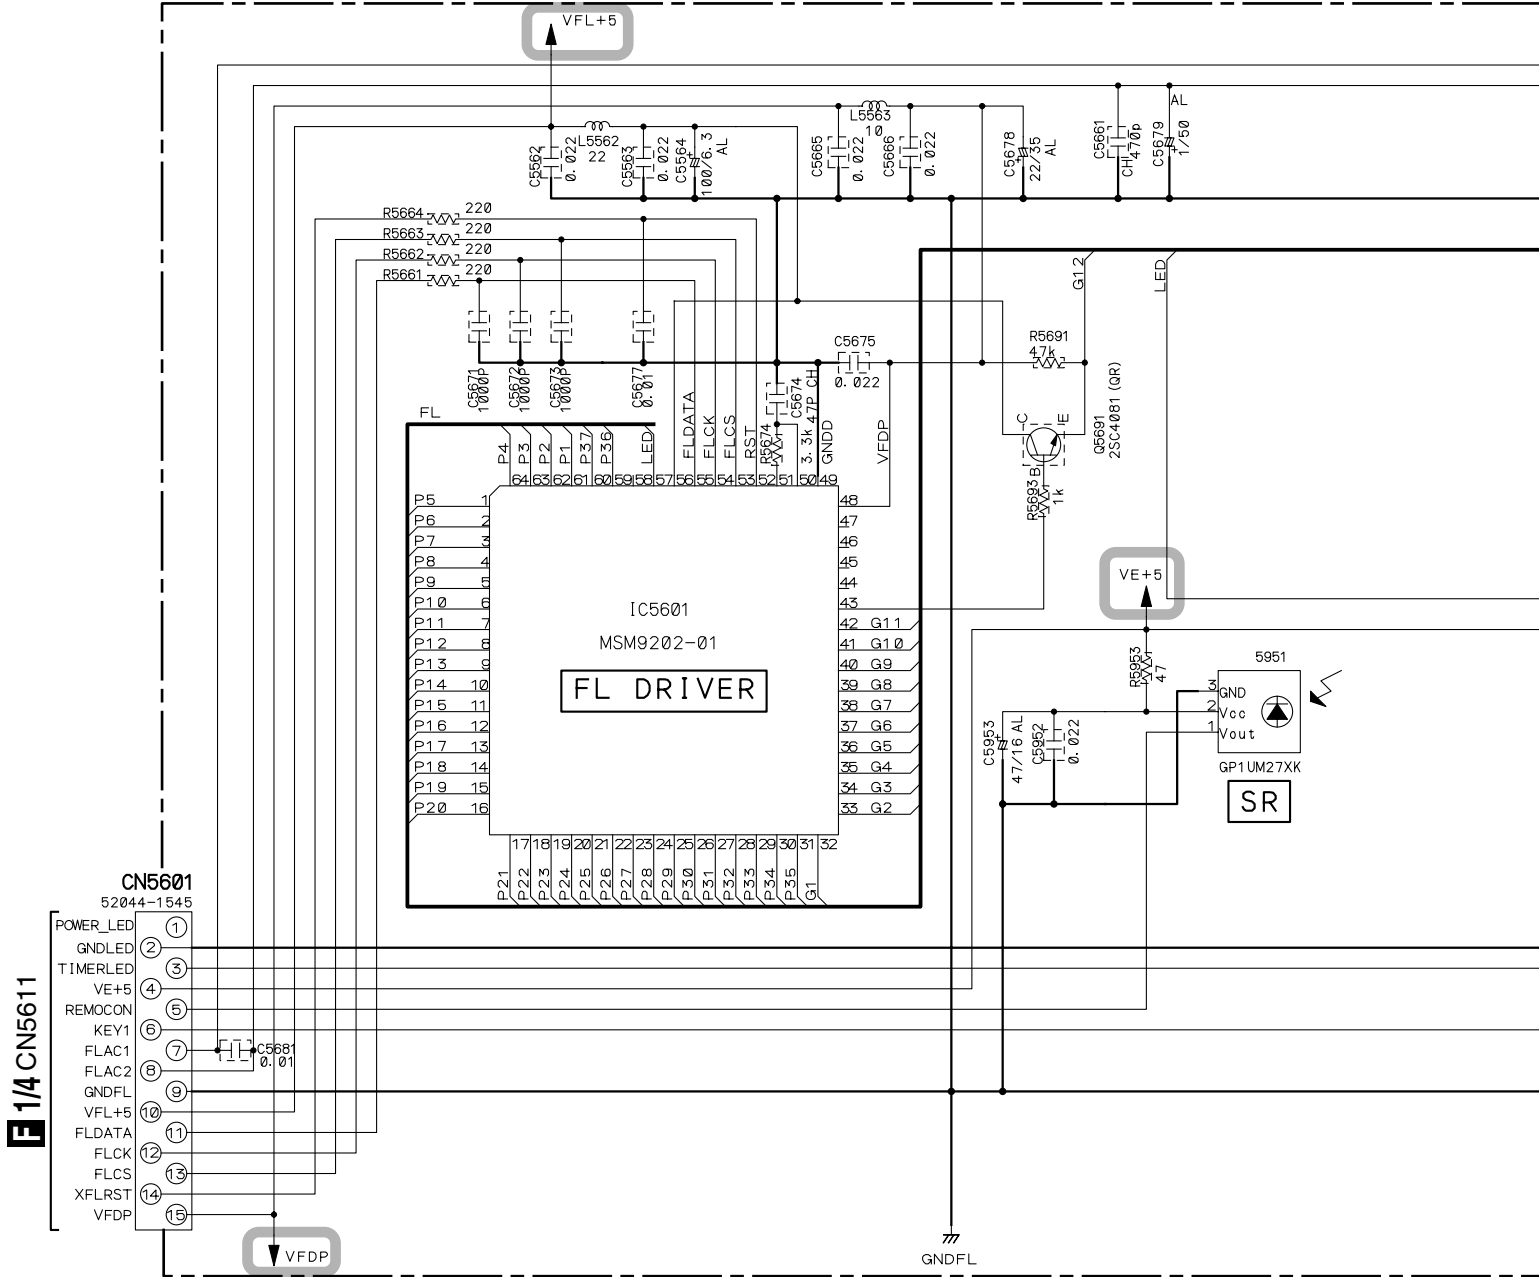 VFL+5
L5562
22
C5562
0.022
C5563
0.022
C5564
100/6.3
AL
L5563
10
C5665
0.022
C5666
0.022
C5678
22/35
AL
C5661
CH 470p
C5679
1/50
AL
R5664 220
R5663 220
R5662 220
R5661 220
C5671
1000P
C5672
1000P
C5673
1000P
C5677
0.01
C5675
0.022
C5674
47P CH
R5674
3.3k
R5691
47k
G12
LED
Q5691
2SC4081(QR)
C
E
B
R5693
1k
FL
P4
P3
P2
P1
P37
P36
LED
FLDATA
FLCK
FLCS
RST
GNDD
VFDP
64 63 62 61 60 59 58 57 56 55 54 53 52 51 50 49
P5 1
P6 2
P7 3
P8 4
P9 5
P10 6
P11 7
P12 8
P13 9
P14 10
P15 11
P16 12
P17 13
P18 14
P19 15
P20 16
IC5601
MSM9202-01
FL DRIVER
48
47
46
45
44
43
42 G11
41 G10
40 G9
39 G8
38 G7
37 G6
36 G5
35 G4
34 G3
33 G2
17 18 19 20 21 22 23 24 25 26 27 28 29 30 31 32
P21
P22
P23
P24
P25
P26
P27
P28
P29
P30
P31
P32
P33
P34
P35
G1
VE+5
R5953
47
5951
3 GND
2 Vcc
1 Vout
GP1UM27XK
SR
C5953
47/16 AL
C5952
0.022
CN5601
52044-1545
POWER_LED 1
GNDLED 2
TIMERLED 3
VE+5 4
REMOCON 5
KEY1 6
FLAC1 7
FLAC2 8
GNDFL 9
VFL+5 10
FLDATA 11
FLCK 12
FLCS 13
XFLRST 14
VFDP 15
C5681
0.01
F 1/4 CN5611
VFDP
GNDFL